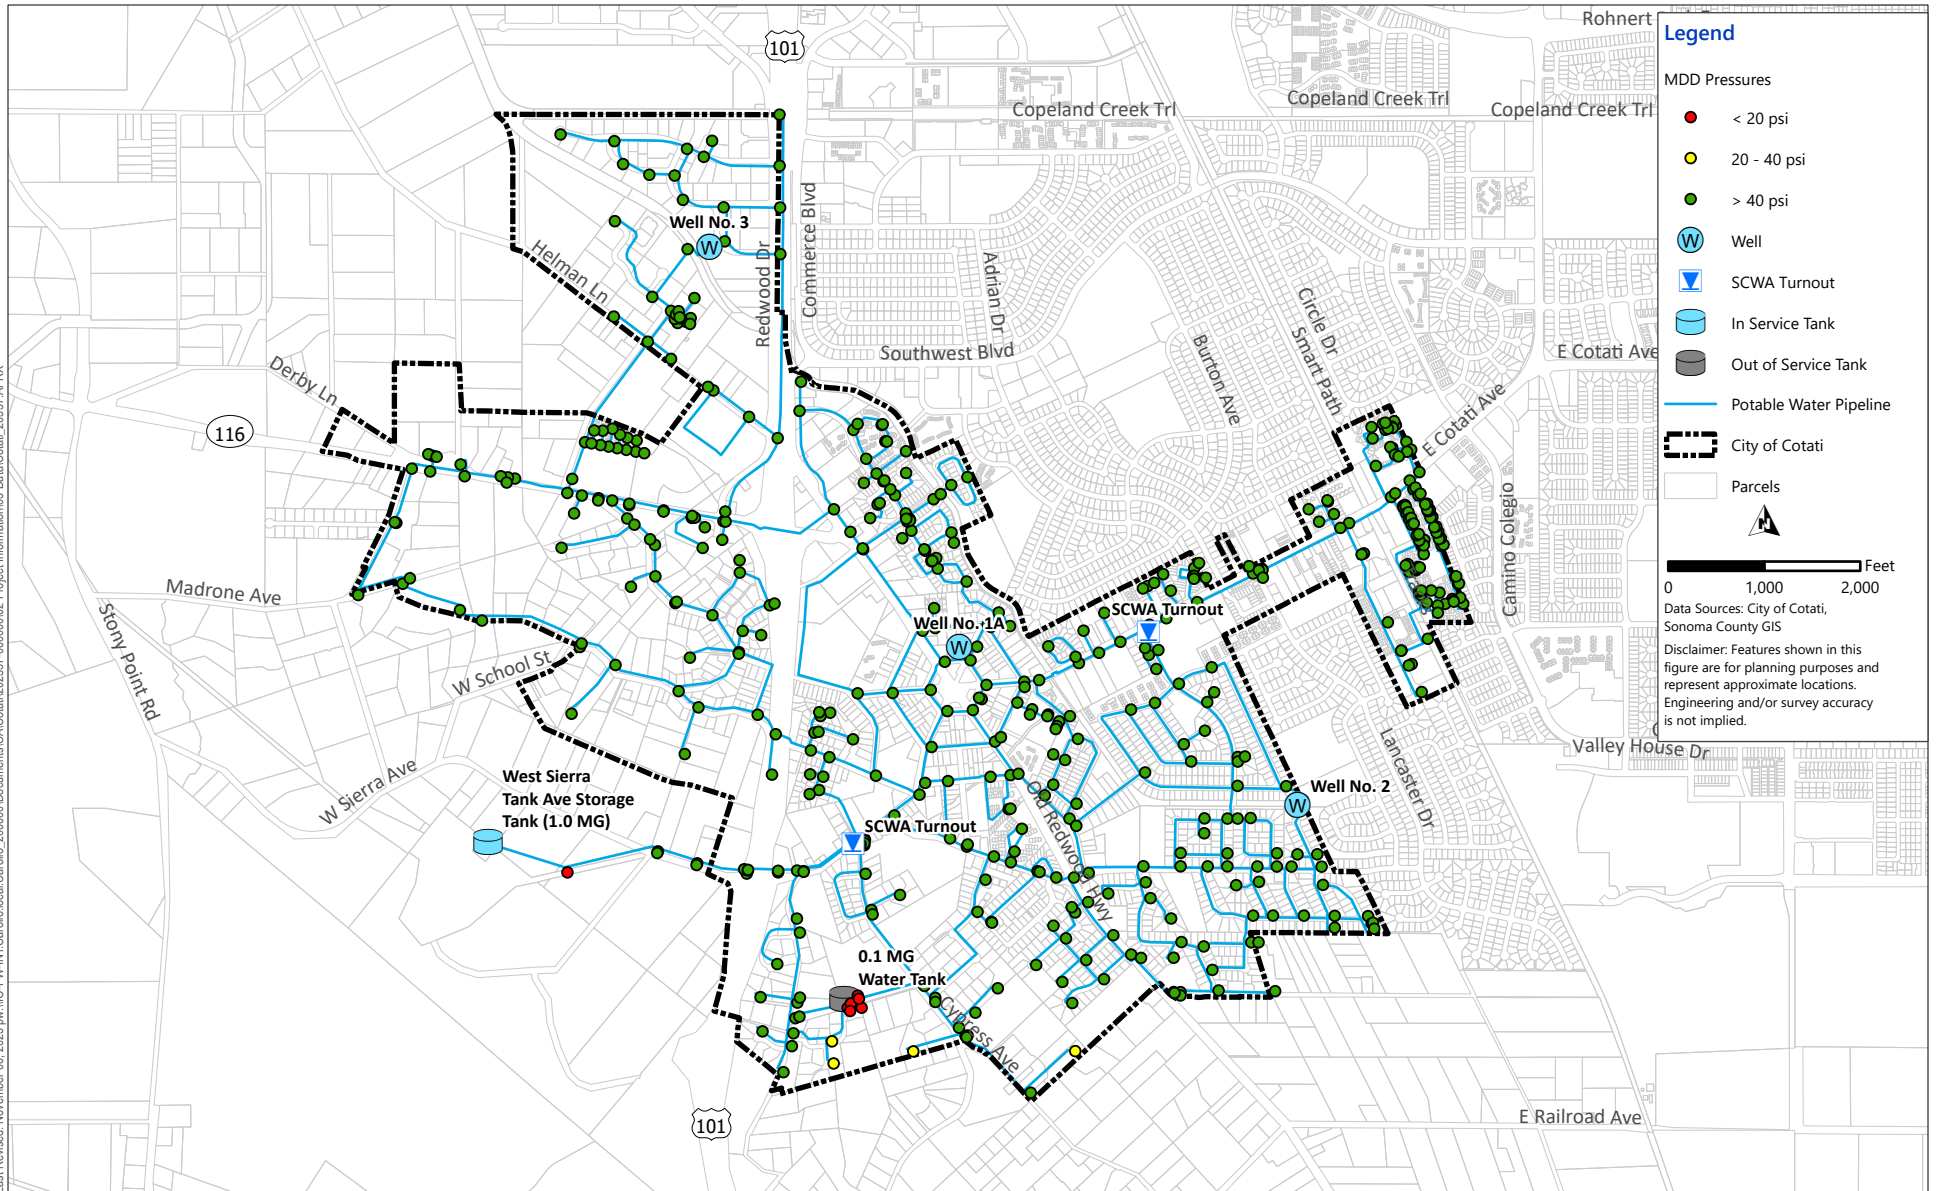 101
Rohnert
Copeland Creek Trl
Copeland Creek Trl
Copeland Creek Trl
Commerce Blvd
Redwood Dr
Well No. 3
W
Helman Ln
Adrian Dr
Southwest Blvd
Circle Dr
Smart Path
Burton Ave
E Cotati Ave
E Cotati Ave
Derby Ln
116
Camino Colegio
Madrone Ave
Stony Point Rd
W School St
W Sierra Ave
Well No. 1A
W
SCWA Turnout
Valley House Dr
Lancaster Dr
West Sierra
Tank Ave Storage
Tank (1.0 MG)
SCWA Turnout
Old Redwood Hwy
Well No. 2
W
0.1 MG
Water Tank
Cypress Ave
101
E Railroad Ave
Legend
MDD Pressures
< 20 psi
20 - 40 psi
> 40 psi
W Well
SCWA Turnout
In Service Tank
Out of Service Tank
Potable Water Pipeline
City of Cotati
Parcels
N
Feet
0 1,000 2,000
Data Sources: City of Cotati,
Sonoma County GIS
Disclaimer: Features shown in this
figure are for planning purposes and
represent approximate locations.
Engineering and/or survey accuracy
is not implied.